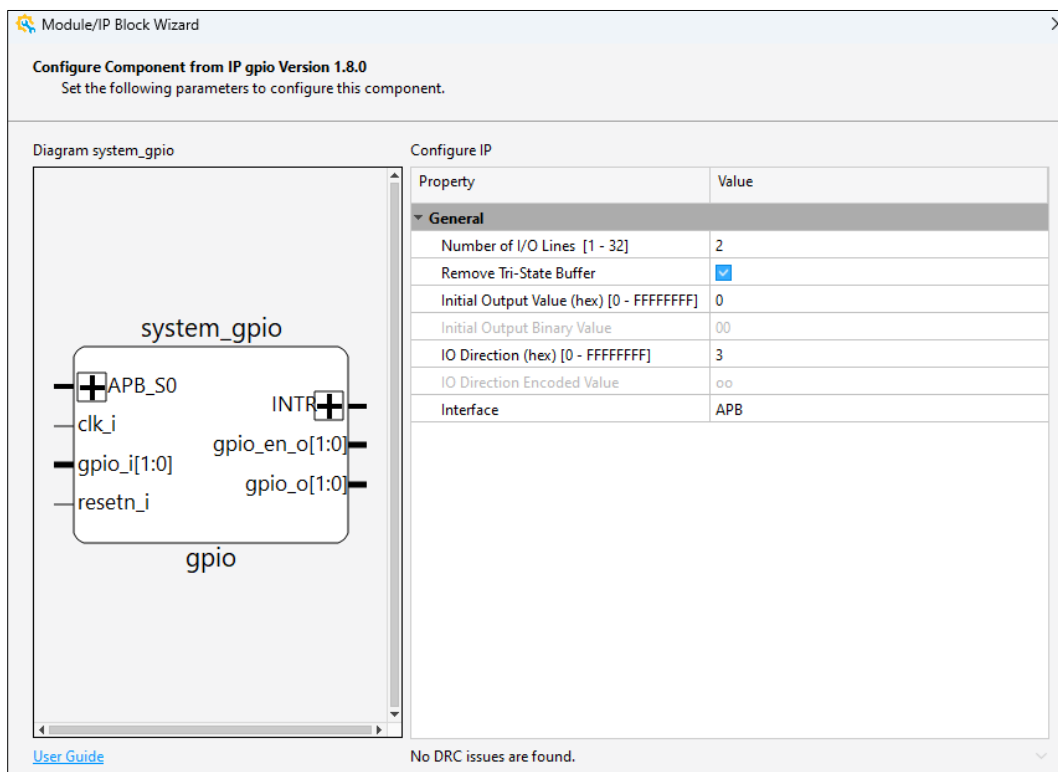 Module/IP Block Wizard
Configure Component from IP gpio Version 1.8.0
Set the following parameters to configure this component.
Diagram system_gpio
system_gpio
APB_S0
clk_i
gpio_i[1:0]
resetn_i
INTR
gpio_en_o[1:0]
gpio_o[1:0]
gpio
User Guide
Configure IP
Property Value
General
Number of I/O Lines [1 - 32] 2
Remove Tri-State Buffer
Initial Output Value (hex) [0 - FFFFFFFF] 0
Initial Output Binary Value 00
IO Direction (hex) [0 - FFFFFFFF] 3
IO Direction Encoded Value oo
Interface APB
No DRC issues are found.